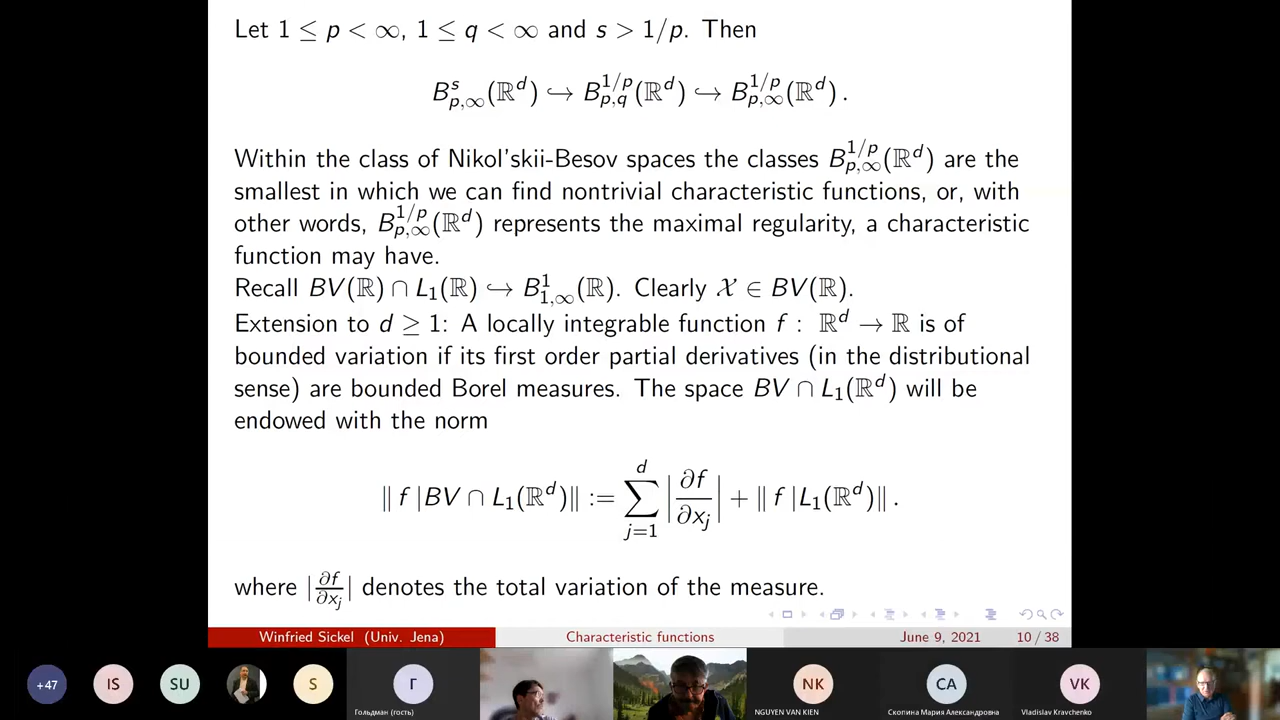 Let 1 ≤ p < ∞, 1 ≤ q < ∞ and s > 1/p. Then
B^s_{p,∞}(ℝ^d) ↪ B^{1/p}_{p,q}(ℝ^d) ↪ B^{1/p}_{p,∞}(ℝ^d) .
Within the class of Nikol'skii-Besov spaces the classes B^{1/p}_{p,∞}(ℝ^d) are the
smallest in which we can find nontrivial characteristic functions, or, with
other words, B^{1/p}_{p,∞}(ℝ^d) represents the maximal regularity, a characteristic
function may have.
Recall BV(ℝ) ∩ L_1(ℝ) ↪ B^1_{1,∞}(ℝ). Clearly 𝒳 ∈ BV(ℝ).
Extension to d ≥ 1: A locally integrable function f : ℝ^d → ℝ is of
bounded variation if its first order partial derivatives (in the distributional
sense) are bounded Borel measures. The space BV ∩ L_1(ℝ^d) will be
endowed with the norm
‖ f |BV ∩ L_1(ℝ^d)‖ := ∑_{j=1}^{d} |∂f/∂x_j| + ‖ f |L_1(ℝ^d)‖ .
where |∂f/∂x_j| denotes the total variation of the measure.
Winfried Sickel (Univ. Jena) Characteristic functions June 9, 2021 10 / 38
+47 IS SU S Г NK CA VK
Гольдман (гость) NGUYEN VAN KIEN Скопина Мария Александровна Vladislav Kravchenko